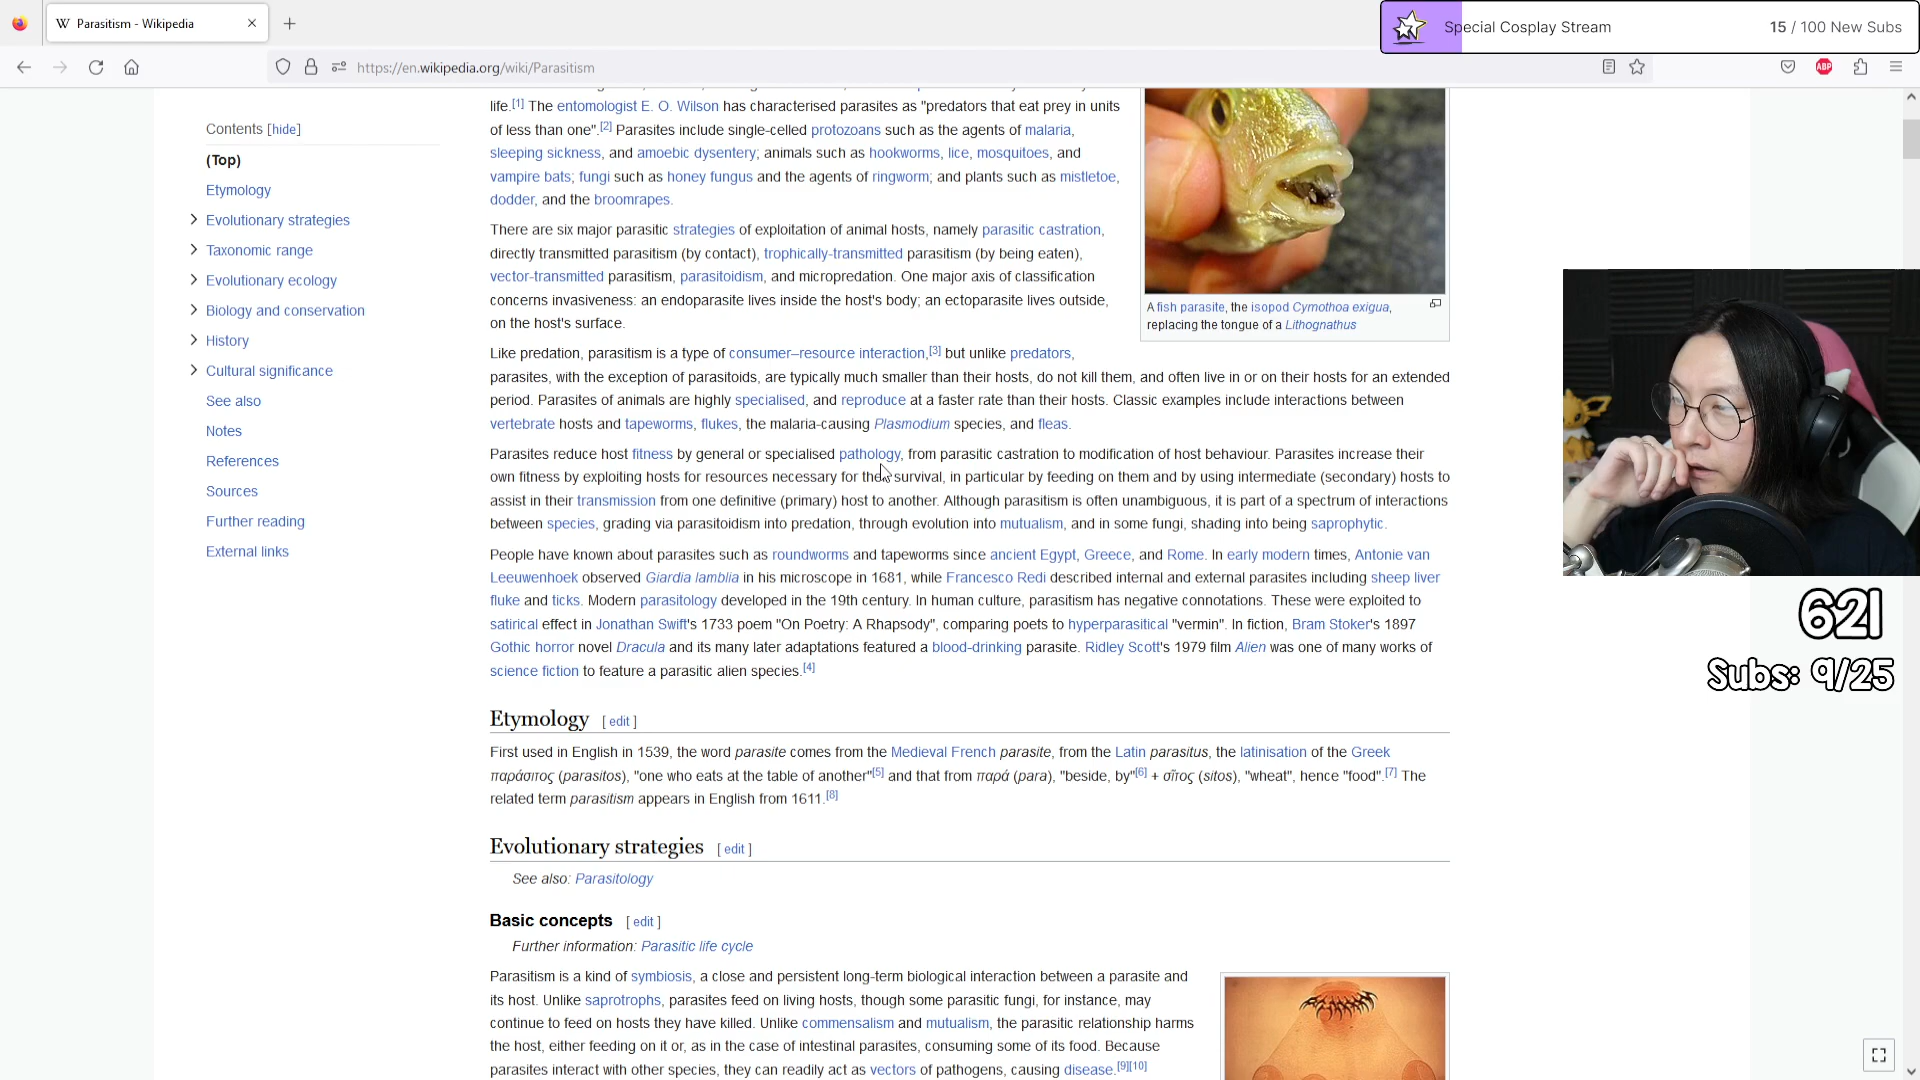 Parasitism - Wikipedia
Special Cosplay Stream 15 / 100 New Subs
https://en.wikipedia.org/wiki/Parasitism
ABP
Contents [hide]
(Top)
Etymology
Evolutionary strategies
Taxonomic range
Evolutionary ecology
Biology and conservation
History
Cultural significance
See also
Notes
References
Sources
Further reading
External links
life.[1] The entomologist E. O. Wilson has characterised parasites as "predators that eat prey in units
of less than one".[2] Parasites include single-celled protozoans such as the agents of malaria,
sleeping sickness, and amoebic dysentery; animals such as hookworms, lice, mosquitoes, and
vampire bats; fungi such as honey fungus and the agents of ringworm; and plants such as mistletoe,
dodder, and the broomrapes.
There are six major parasitic strategies of exploitation of animal hosts, namely parasitic castration,
directly transmitted parasitism (by contact), trophically-transmitted parasitism (by being eaten),
vector-transmitted parasitism, parasitoidism, and micropredation. One major axis of classification
concerns invasiveness: an endoparasite lives inside the host's body; an ectoparasite lives outside,
on the host's surface.
A fish parasite, the isopod Cymothoa exigua,
replacing the tongue of a Lithognathus
Like predation, parasitism is a type of consumer–resource interaction,[3] but unlike predators,
parasites, with the exception of parasitoids, are typically much smaller than their hosts, do not kill them, and often live in or on their hosts for an extended
period. Parasites of animals are highly specialised, and reproduce at a faster rate than their hosts. Classic examples include interactions between
vertebrate hosts and tapeworms, flukes, the malaria-causing Plasmodium species, and fleas.
Parasites reduce host fitness by general or specialised pathology, from parasitic castration to modification of host behaviour. Parasites increase their
own fitness by exploiting hosts for resources necessary for the survival, in particular by feeding on them and by using intermediate (secondary) hosts to
assist in their transmission from one definitive (primary) host to another. Although parasitism is often unambiguous, it is part of a spectrum of interactions
between species, grading via parasitoidism into predation, through evolution into mutualism, and in some fungi, shading into being saprophytic.
People have known about parasites such as roundworms and tapeworms since ancient Egypt, Greece, and Rome. In early modern times, Antonie van
Leeuwenhoek observed Giardia lamblia in his microscope in 1681, while Francesco Redi described internal and external parasites including sheep liver
fluke and ticks. Modern parasitology developed in the 19th century. In human culture, parasitism has negative connotations. These were exploited to
satirical effect in Jonathan Swift's 1733 poem "On Poetry: A Rhapsody", comparing poets to hyperparasitical "vermin". In fiction, Bram Stoker's 1897
Gothic horror novel Dracula and its many later adaptations featured a blood-drinking parasite. Ridley Scott's 1979 film Alien was one of many works of
science fiction to feature a parasitic alien species.[4]
621
Subs: 9/25
Etymology [ edit ]
First used in English in 1539, the word parasite comes from the Medieval French parasite, from the Latin parasitus, the latinisation of the Greek
παράσιτος (parasitos), "one who eats at the table of another"[5] and that from παρά (para), "beside, by"[6] + σῖτος (sitos), "wheat", hence "food".[7] The
related term parasitism appears in English from 1611.[8]
Evolutionary strategies [ edit ]
See also: Parasitology
Basic concepts [ edit ]
Further information: Parasitic life cycle
Parasitism is a kind of symbiosis, a close and persistent long-term biological interaction between a parasite and
its host. Unlike saprotrophs, parasites feed on living hosts, though some parasitic fungi, for instance, may
continue to feed on hosts they have killed. Unlike commensalism and mutualism, the parasitic relationship harms
the host, either feeding on it or, as in the case of intestinal parasites, consuming some of its food. Because
parasites interact with other species, they can readily act as vectors of pathogens, causing disease.[9][10]